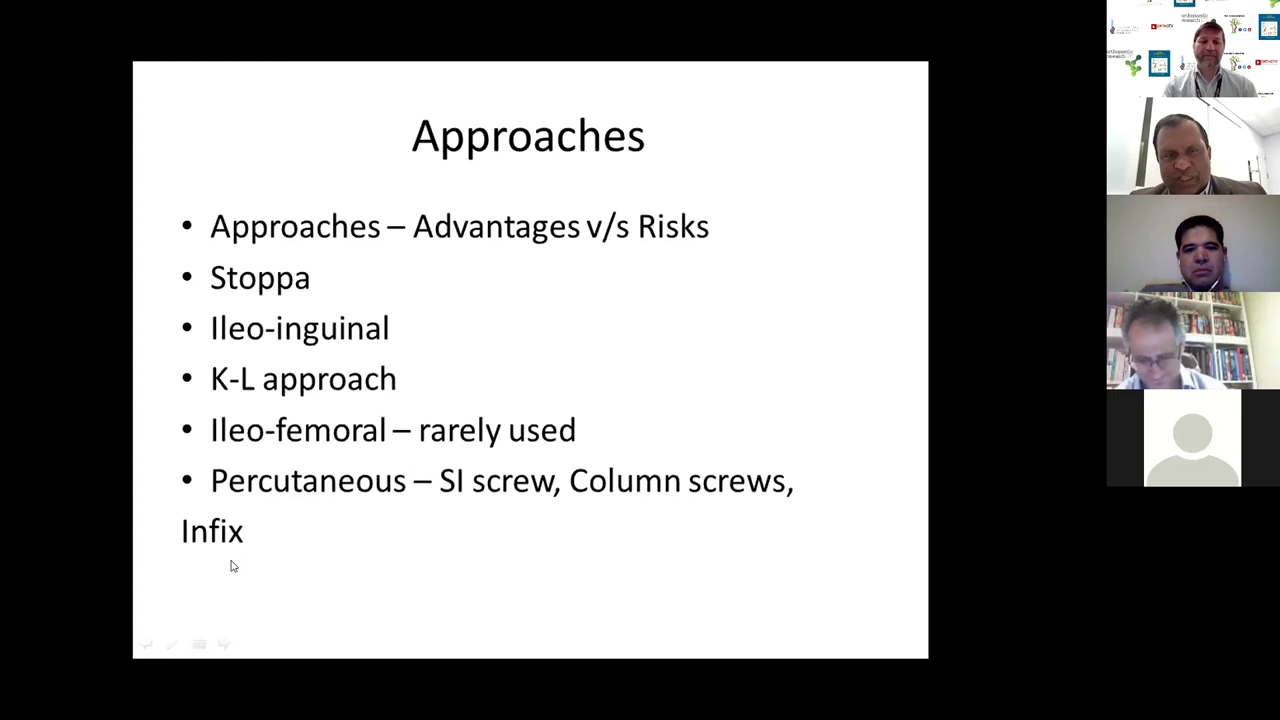 Approaches
• Approaches – Advantages v/s Risks
• Stoppa
• Ileo-inguinal
• K-L approach
• Ileo-femoral – rarely used
• Percutaneous – SI screw, Column screws,
Infix